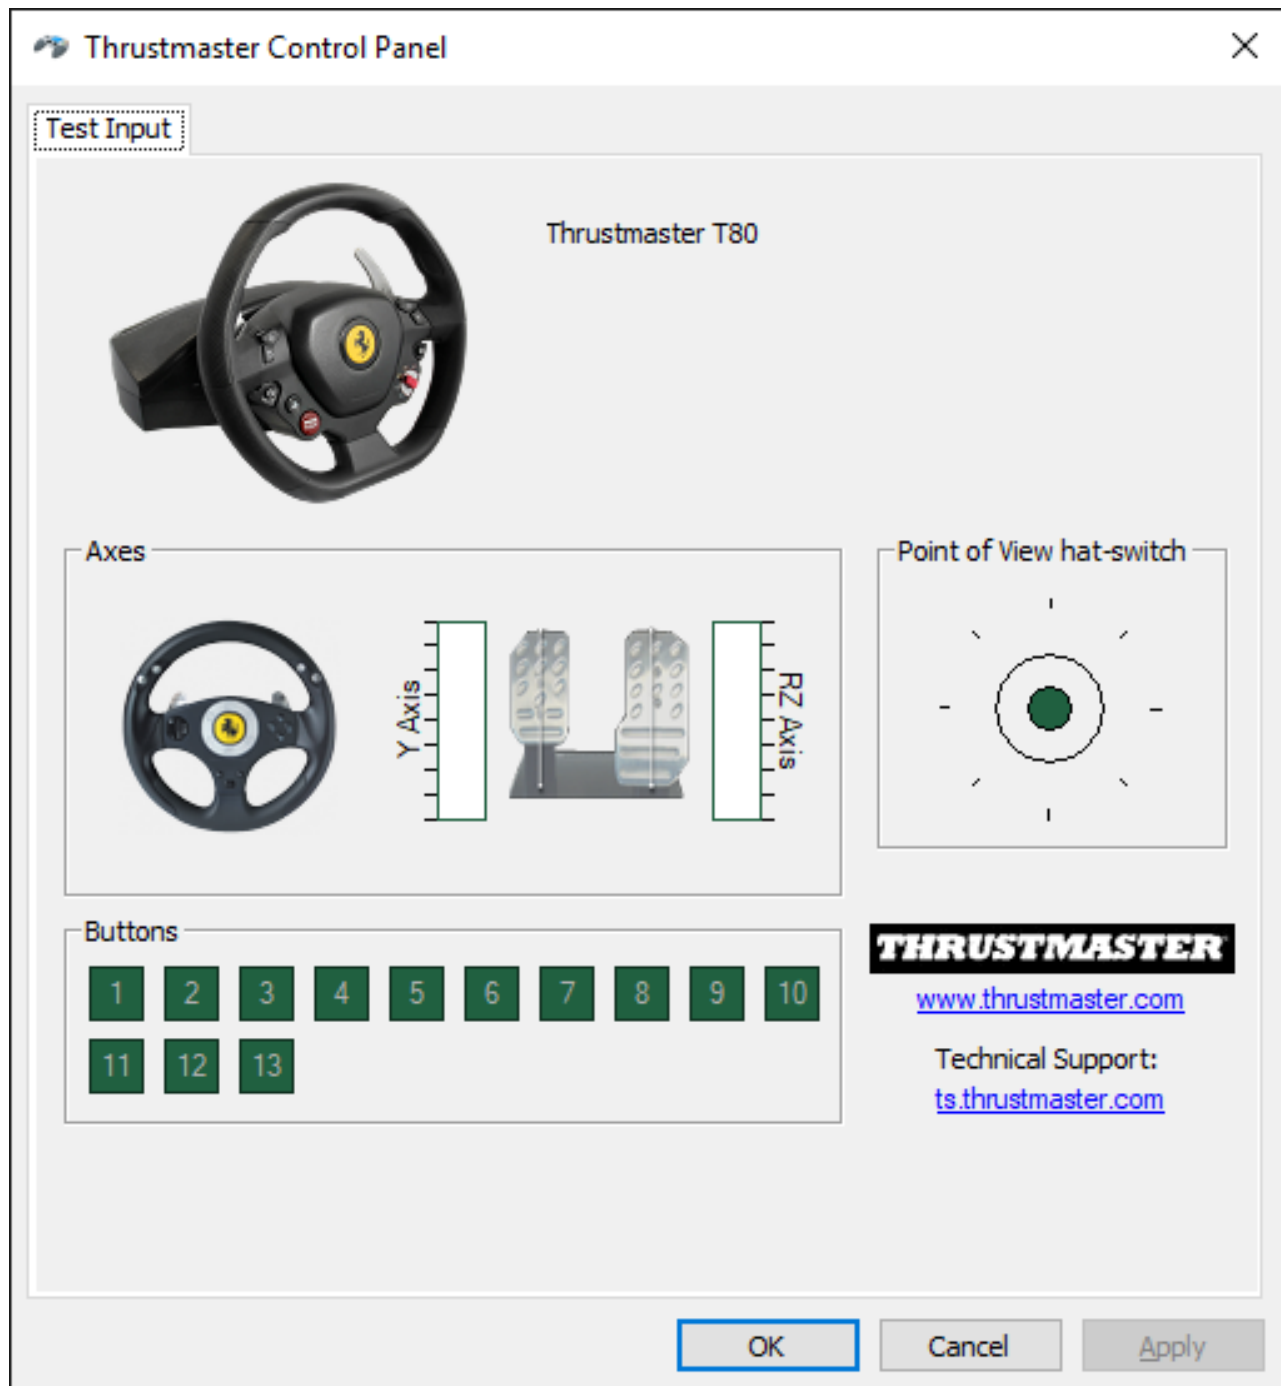 Thrustmaster Control Panel
Test Input
Thrustmaster T80
Axes
Y Axis
RZ Axis
Point of View hat-switch
Buttons
1 2 3 4 5 6 7 8 9 10
11 12 13
THRUSTMASTER
www.thrustmaster.com
Technical Support:
ts.thrustmaster.com
OK Cancel Apply